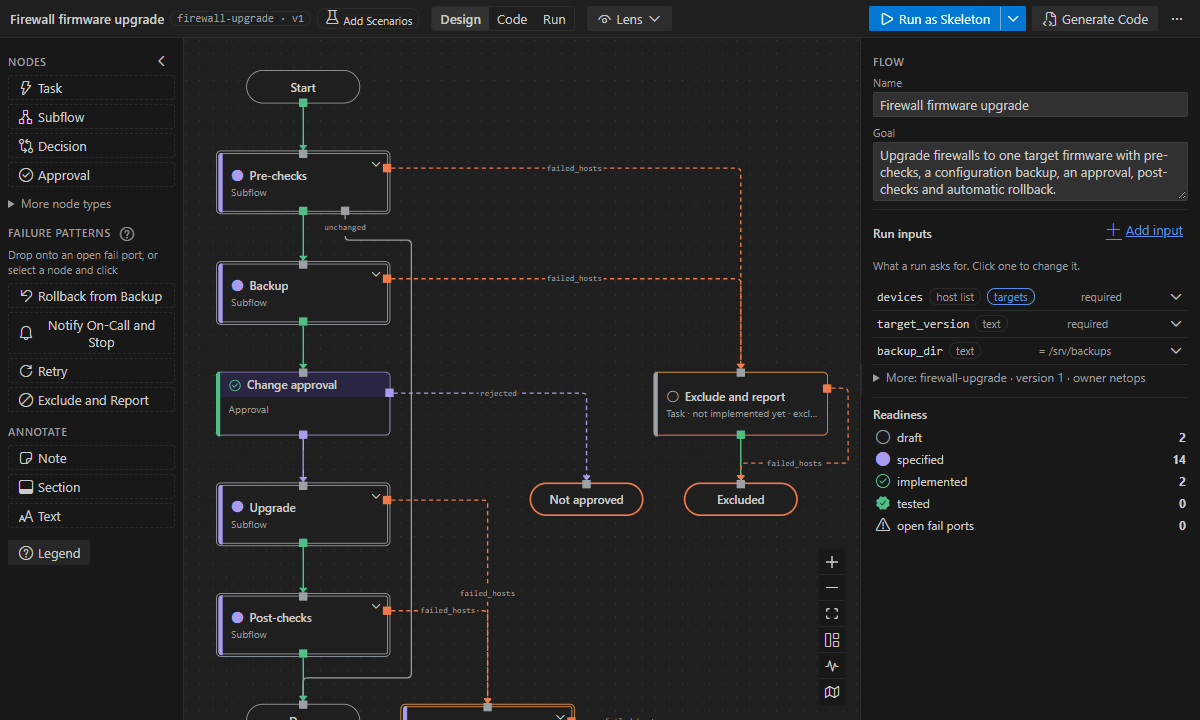 Firewall firmware upgrade
firewall-upgrade · v1
Add Scenarios
Design
Code
Run
Lens
Run as Skeleton
Generate Code
NODES
Task
Subflow
Decision
Approval
More node types
FAILURE PATTERNS
Drop onto an open fail port, or
select a node and click
Rollback from Backup
Notify On-Call and
Stop
Retry
Exclude and Report
ANNOTATE
Note
Section
Text
Legend
Start
Pre-checks
Subflow
failed_hosts
unchanged
Backup
Subflow
failed_hosts
Change approval
Approval
rejected
Exclude and report
Task · not implemented yet · excl...
failed_hosts
Not approved
Excluded
Upgrade
Subflow
failed_hosts
Post-checks
Subflow
failed_hosts
FLOW
Name
Firewall firmware upgrade
Goal
Upgrade firewalls to one target firmware with pre-
checks, a configuration backup, an approval, post-
checks and automatic rollback.
Run inputs
Add input
What a run asks for. Click one to change it.
devices host list targets required
target_version text required
backup_dir text = /srv/backups
More: firewall-upgrade · version 1 · owner netops
Readiness
draft 2
specified 14
implemented 2
tested 0
open fail ports 0